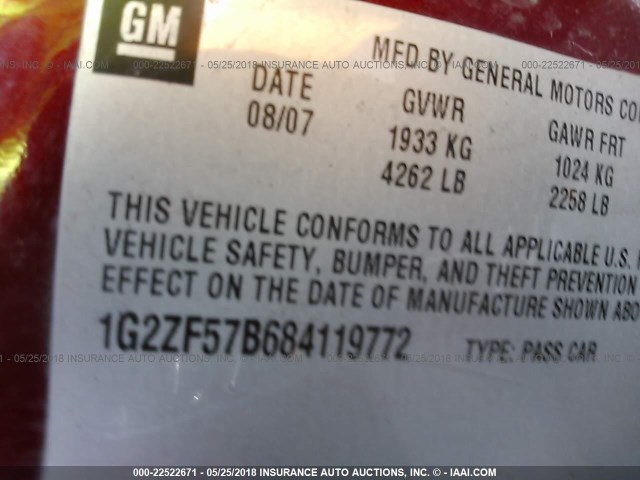 GM
MFD BY GENERAL MOTORS
DATE GVWR GAWR FRT
08/07 1933 KG 1024 KG
4262 LB 2258 LB
THIS VEHICLE CONFORMS TO ALL APPLICABLE U.S.
VEHICLE SAFETY, BUMPER, AND THEFT PREVENTION
EFFECT ON THE DATE OF MANUFACTURE SHOWN
1G2ZF57B684119772 TYPE: PASS CAR
000-22522671 - 05/25/2018 INSURANCE AUTO AUCTIONS, INC. - IAAI.COM